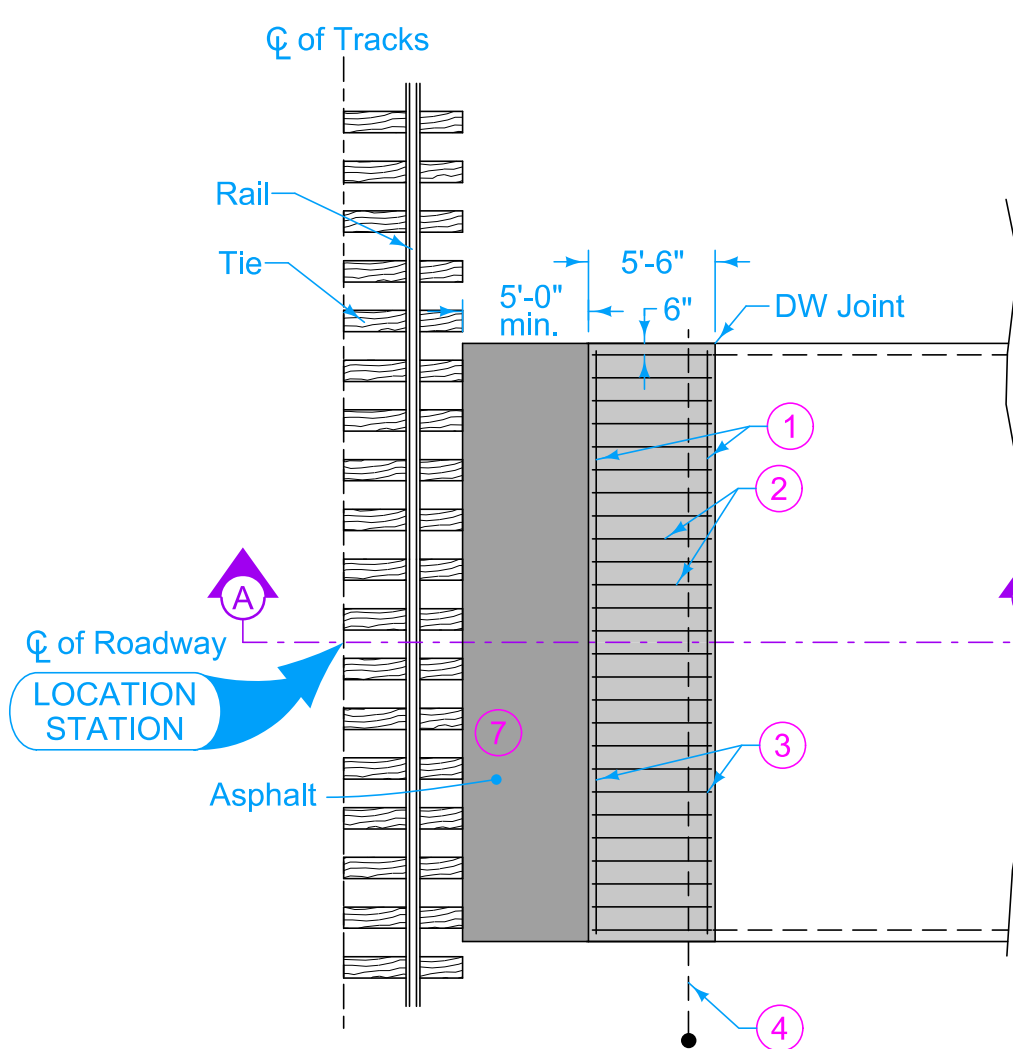 ℄ of Tracks
Rail
Tie
5'-6"
5'-0"
min.
6"
DW Joint
1
2
A
℄ of Roadway
LOCATION
STATION
7
3
Asphalt
4